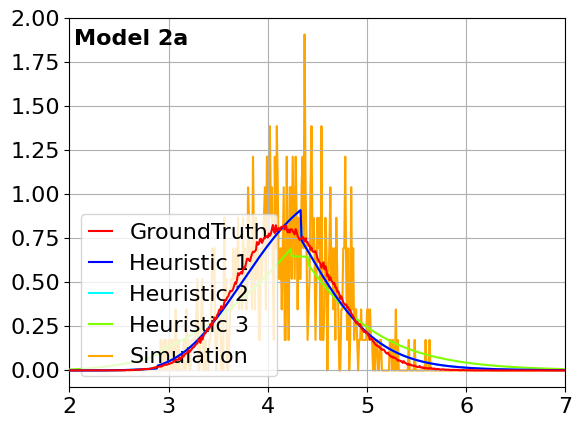 Model 2a
2.00
1.75
1.50
1.25
1.00
0.75
0.50
0.25
0.00
GroundTruth
Heuristic 1
Heuristic 2
Heuristic 3
Simulation
2 3 4 5 6 7